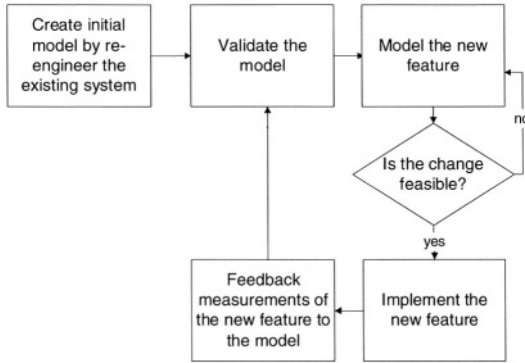 Create initial
model by re-
engineer the
existing system
Validate the
model
Model the new
feature
Is the change
feasible?
no
yes
Implement the
new feature
Feedback
measurements of
the new feature to
the model